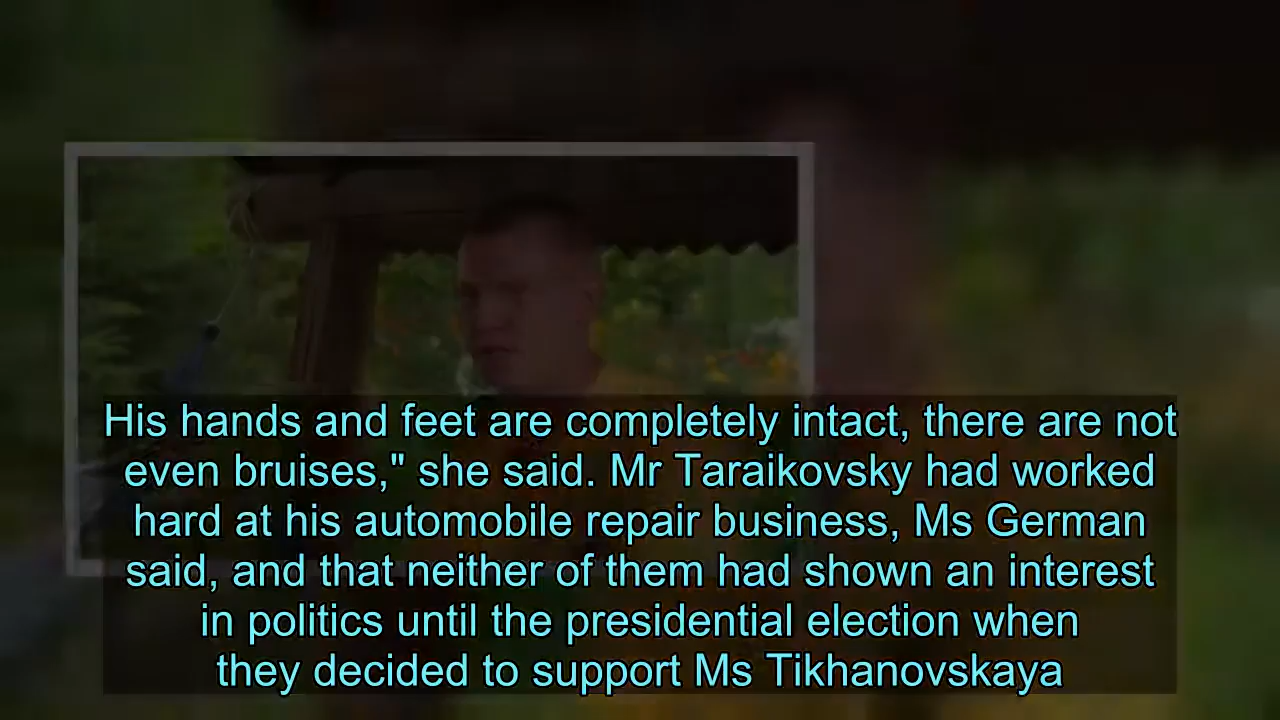 His hands and feet are completely intact, there are not
even bruises," she said. Mr Taraikovsky had worked
hard at his automobile repair business, Ms German
said, and that neither of them had shown an interest
in politics until the presidential election when
they decided to support Ms Tikhanovskaya